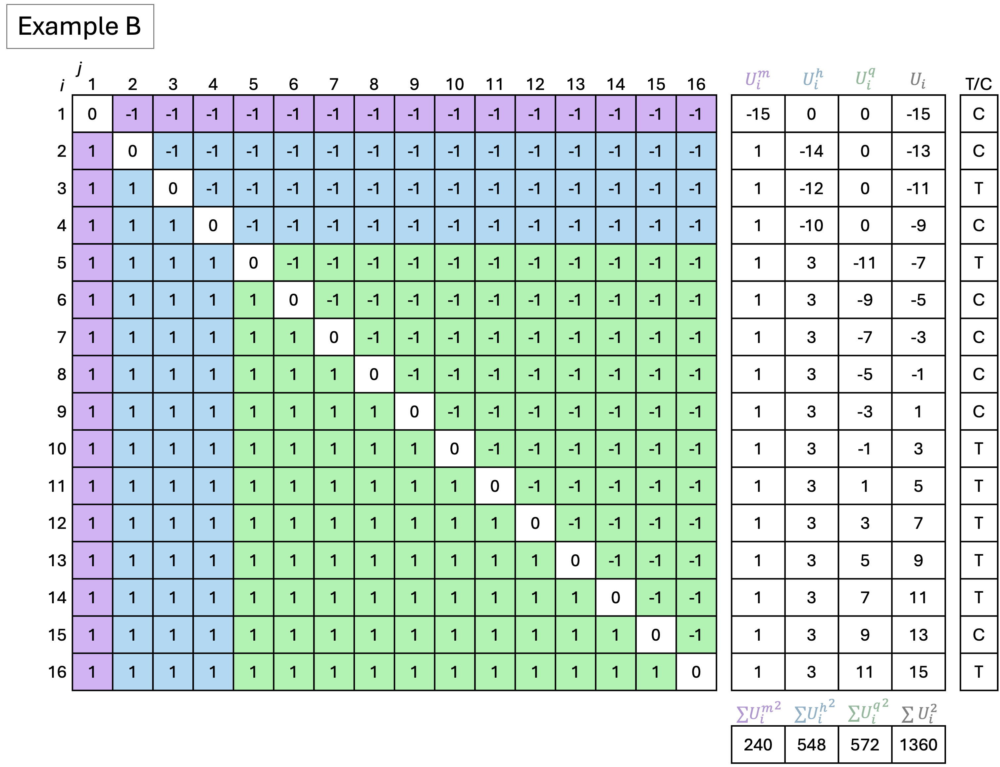 Example B
j
i 1 2 3 4 5 6 7 8 9 10 11 12 13 14 15 16 U_i^m U_i^h U_i^q U_i T/C
1 0 -1 -1 -1 -1 -1 -1 -1 -1 -1 -1 -1 -1 -1 -1 -1 -15 0 0 -15 C
2 1 0 -1 -1 -1 -1 -1 -1 -1 -1 -1 -1 -1 -1 -1 -1 1 -14 0 -13 C
3 1 1 0 -1 -1 -1 -1 -1 -1 -1 -1 -1 -1 -1 -1 -1 1 -12 0 -11 T
4 1 1 1 0 -1 -1 -1 -1 -1 -1 -1 -1 -1 -1 -1 -1 1 -10 0 -9 C
5 1 1 1 1 0 -1 -1 -1 -1 -1 -1 -1 -1 -1 -1 -1 1 3 -11 -7 T
6 1 1 1 1 1 0 -1 -1 -1 -1 -1 -1 -1 -1 -1 -1 1 3 -9 -5 C
7 1 1 1 1 1 1 0 -1 -1 -1 -1 -1 -1 -1 -1 -1 1 3 -7 -3 C
8 1 1 1 1 1 1 1 0 -1 -1 -1 -1 -1 -1 -1 -1 1 3 -5 -1 C
9 1 1 1 1 1 1 1 1 0 -1 -1 -1 -1 -1 -1 -1 1 3 -3 1 C
10 1 1 1 1 1 1 1 1 1 0 -1 -1 -1 -1 -1 -1 1 3 -1 3 T
11 1 1 1 1 1 1 1 1 1 1 0 -1 -1 -1 -1 -1 1 3 1 5 T
12 1 1 1 1 1 1 1 1 1 1 1 0 -1 -1 -1 -1 1 3 3 7 T
13 1 1 1 1 1 1 1 1 1 1 1 1 0 -1 -1 -1 1 3 5 9 T
14 1 1 1 1 1 1 1 1 1 1 1 1 1 0 -1 -1 1 3 7 11 T
15 1 1 1 1 1 1 1 1 1 1 1 1 1 1 0 -1 1 3 9 13 C
16 1 1 1 1 1 1 1 1 1 1 1 1 1 1 1 0 1 3 11 15 T
∑U_i^m^2 ∑U_i^h^2 ∑U_i^q^2 ∑ U_i^2
240 548 572 1360